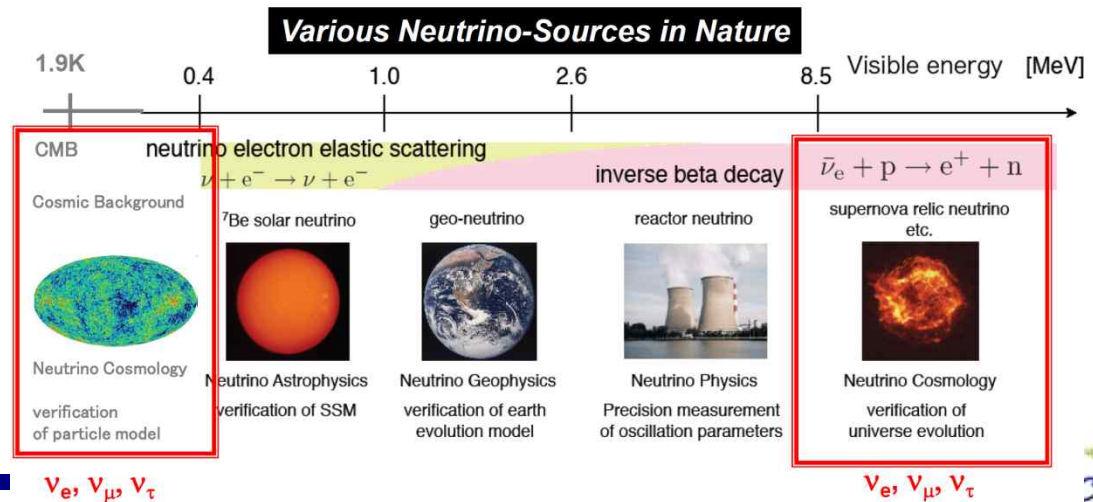 Various Neutrino-Sources in Nature
1.9K
0.4
1.0
2.6
8.5
Visible energy [MeV]
CMB
neutrino electron elastic scattering
ν + e⁻ → ν + e⁻
inverse beta decay
ν̄ₑ + p → e⁺ + n
Cosmic Background
⁷Be solar neutrino
geo-neutrino
reactor neutrino
supernova relic neutrino
etc.
Neutrino Cosmology
verification
of particle model
Neutrino Astrophysics
verification of SSM
Neutrino Geophysics
verification of earth
evolution model
Neutrino Physics
Precision measurement
of oscillation parameters
Neutrino Cosmology
verification of
universe evolution
νe, νμ, ντ
νe, νμ, ντ